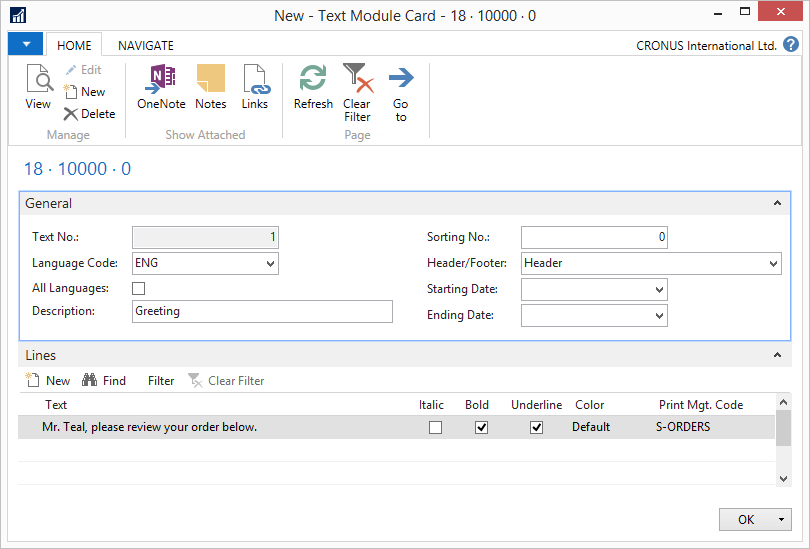 New - Text Module Card - 18 · 10000 · 0
HOME NAVIGATE CRONUS International Ltd. ?
View Edit New Delete
Manage
OneNote Notes Links
Show Attached
Refresh Clear Filter Go to
Page
18 · 10000 · 0
General
Text No.: 1 Sorting No.: 0
Language Code: ENG Header/Footer: Header
All Languages: Starting Date:
Description: Greeting Ending Date:
Lines
New Find Filter Clear Filter
Text Italic Bold Underline Color Print Mgt. Code
Mr. Teal, please review your order below. Default S-ORDERS
OK